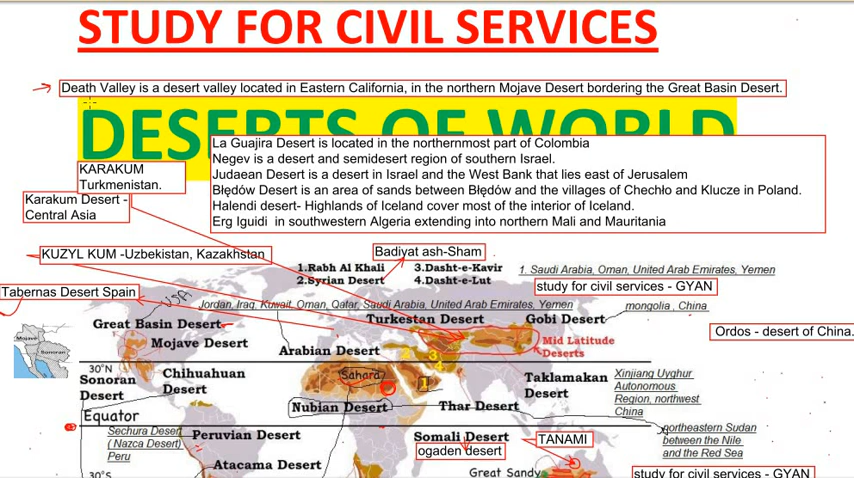 STUDY FOR CIVIL SERVICES
Death Valley is a desert valley located in Eastern California, in the northern Mojave Desert bordering the Great Basin Desert.
DESERTS OF WORLD
La Guajira Desert is located in the northernmost part of Colombia
Negev is a desert and semidesert region of southern Israel.
Judaean Desert is a desert in Israel and the West Bank that lies east of Jerusalem
Błędów Desert is an area of sands between Błędów and the villages of Chechło and Klucze in Poland.
Halendi desert- Highlands of Iceland cover most of the interior of Iceland.
Erg Iguidi in southwestern Algeria extending into northern Mali and Mauritania
KARAKUM
Turkmenistan.
Karakum Desert -
Central Asia
KUZYL KUM -Uzbekistan, Kazakhstan
Badiyat ash-Sham
1.Rabh Al Khali
2.Syrian Desert
3.Dasht-e-Kavir
4.Dasht-e-Lut
1. Saudi Arabia, Oman, United Arab Emirates, Yemen
study for civil services - GYAN
Tabernas Desert Spain
USA
Jordan, Iraq, Kuwait, Oman, Qatar, Saudi Arabia, United Arab Emirates, Yemen
mongolia , China
Great Basin Desert
Turkestan Desert
Gobi Desert
Ordos - desert of China.
Mojave
Sonoran
Mojave Desert
Arabian Desert
Mid Latitude
Deserts
2
3
4
1
30°N
Sonoran
Desert
Chihuahuan
Desert
Sahara
Taklamakan
Desert
Xinjiang Uyghur
Autonomous
Region, northwest
China
Equator
Nubian Desert
Thar Desert
Sechura Desert
( Nazca Desert)
Peru
Peruvian Desert
Somali Desert
ogaden desert
TANAMI
northeastern Sudan
between the Nile
and the Red Sea
Atacama Desert
Great Sandy
30°S
study for civil services - GYAN